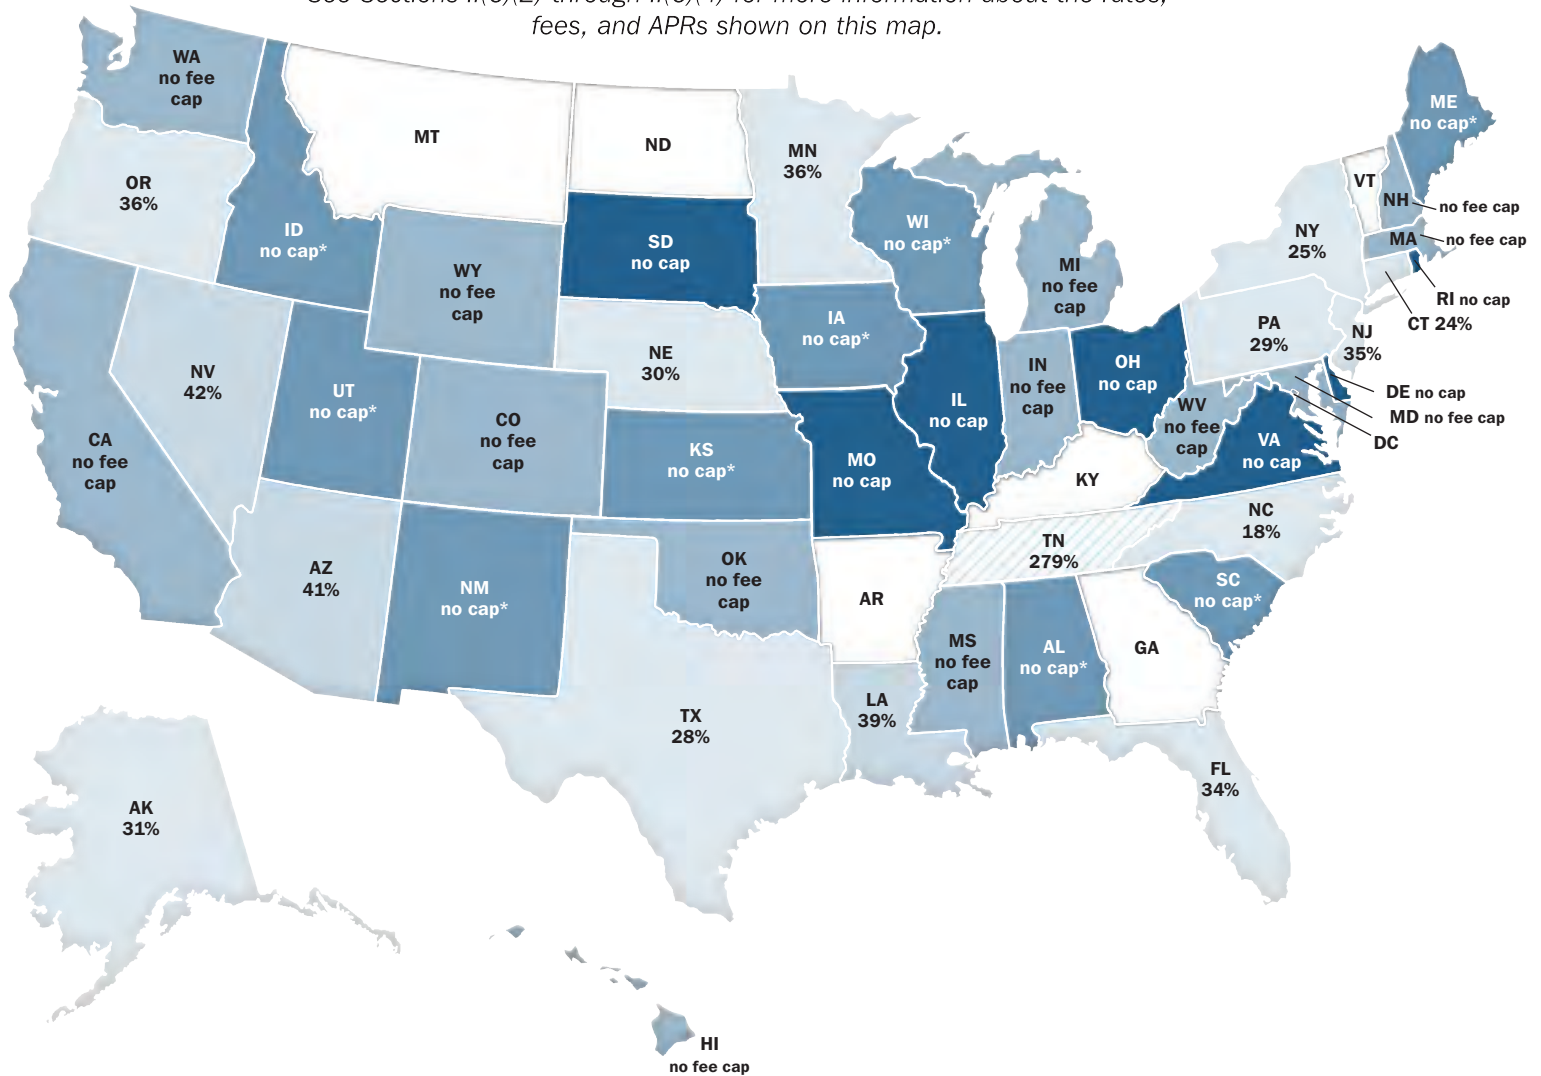 fees, and APRs shown on this map.
WA
no fee
cap
MT
ND
MN
36%
ME
no cap*
OR
36%
ID
no cap*
SD
no cap
WI
no cap*
VT
NH
no fee cap
NY
25%
MA
no fee cap
WY
no fee
cap
MI
no fee
cap
RI no cap
CT 24%
IA
no cap*
PA
29%
NJ
35%
NV
42%
UT
no cap*
NE
30%
IN
no fee
cap
OH
no cap
DE no cap
MD no fee cap
DC
CO
no fee
cap
IL
no cap
WV
no fee
cap
VA
no cap
CA
no fee
cap
KS
no cap*
MO
no cap
KY
NC
18%
TN
279%
AZ
41%
NM
no cap*
OK
no fee
cap
AR
SC
no cap*
MS
no fee
cap
AL
no cap*
GA
LA
39%
TX
28%
FL
34%
AK
31%
HI
no fee cap